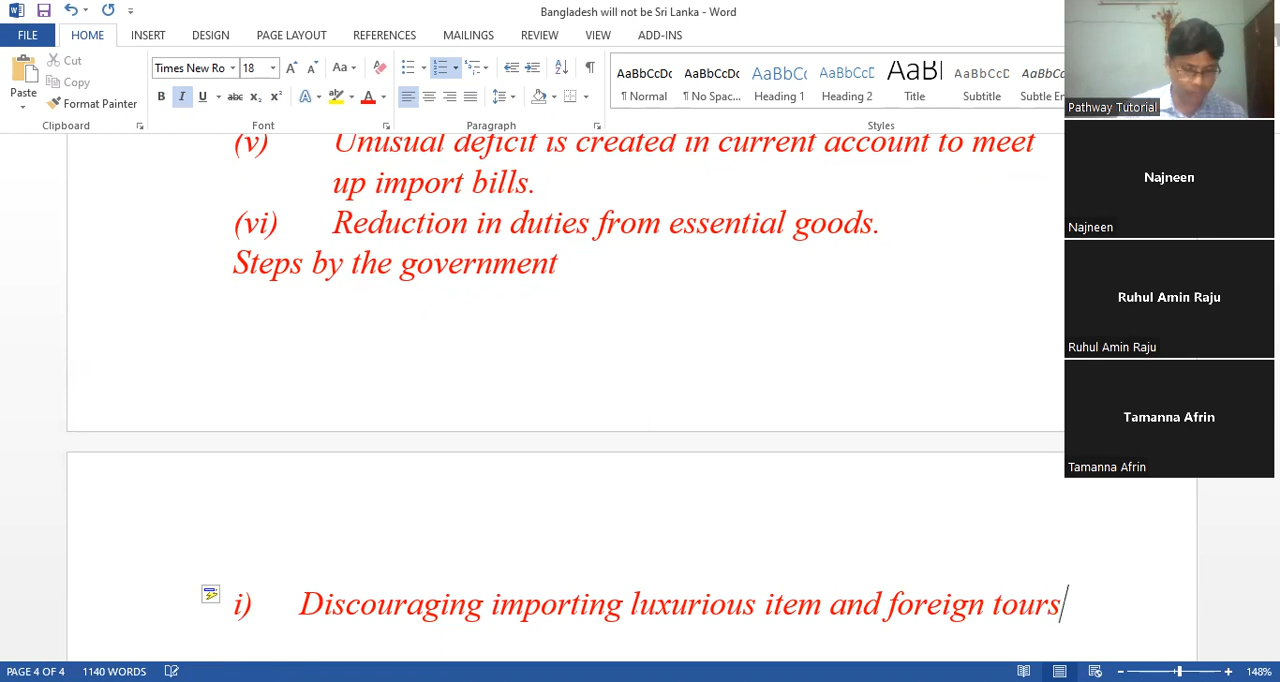 Bangladesh will not be Sri Lanka - Word
FILE HOME INSERT DESIGN PAGE LAYOUT REFERENCES MAILINGS REVIEW VIEW ADD-INS
Paste
Cut
Copy
Format Painter
Clipboard
Times New Ro 18
Font
Paragraph
AaBbCcDc AaBbCcDc AaBbCc AaBbCcD AaBl AaBbCcD AaBbCc
¶ Normal ¶ No Spac... Heading 1 Heading 2 Title Subtitle Subtle En
Styles
(v) Unusual deficit is created in current account to meet
up import bills.
(vi) Reduction in duties from essential goods.
Steps by the government
i) Discouraging importing luxurious item and foreign tours
Pathway Tutorial
Najneen
Najneen
Ruhul Amin Raju
Ruhul Amin Raju
Tamanna Afrin
Tamanna Afrin
PAGE 4 OF 4 1140 WORDS 148%